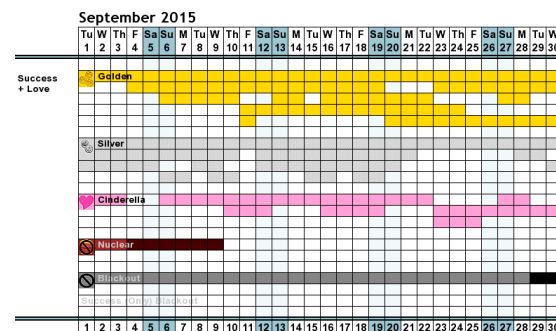 September 2015
Tu W Th F Sa Su M Tu W Th F Sa Su M Tu W Th F Sa Su M Tu W Th F Sa Su M Tu W
1 2 3 4 5 6 7 8 9 10 11 12 13 14 15 16 17 18 19 20 21 22 23 24 25 26 27 28 29 30
Success
+ Love
Golden
Silver
Cinderella
Nuclear
Blackout
Success (Only) Blackout
1 2 3 4 5 6 7 8 9 10 11 12 13 14 15 16 17 18 19 20 21 22 23 24 25 26 27 28 29 30